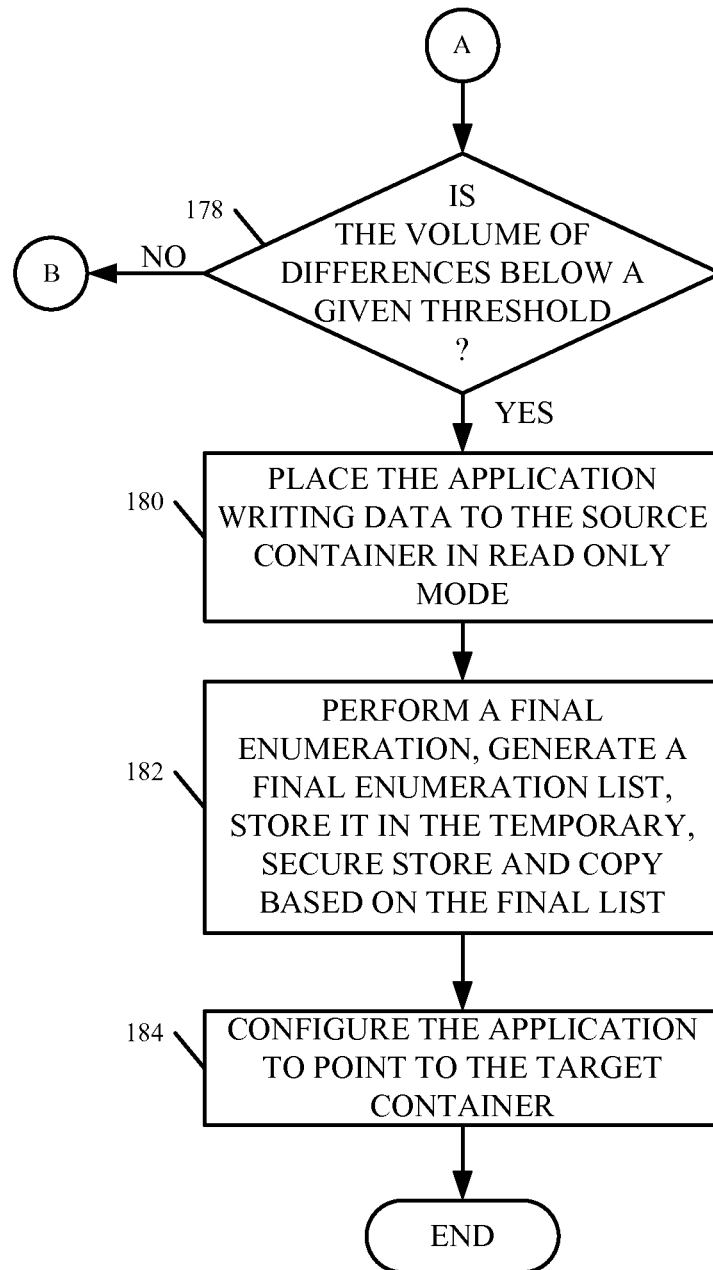 A
178
IS
THE VOLUME OF
DIFFERENCES BELOW A
GIVEN THRESHOLD
?
B
NO
YES
180
PLACE THE APPLICATION
WRITING DATA TO THE SOURCE
CONTAINER IN READ ONLY
MODE
182
PERFORM A FINAL
ENUMERATION, GENERATE A
FINAL ENUMERATION LIST,
STORE IT IN THE TEMPORARY,
SECURE STORE AND COPY
BASED ON THE FINAL LIST
184
CONFIGURE THE APPLICATION
TO POINT TO THE TARGET
CONTAINER
END